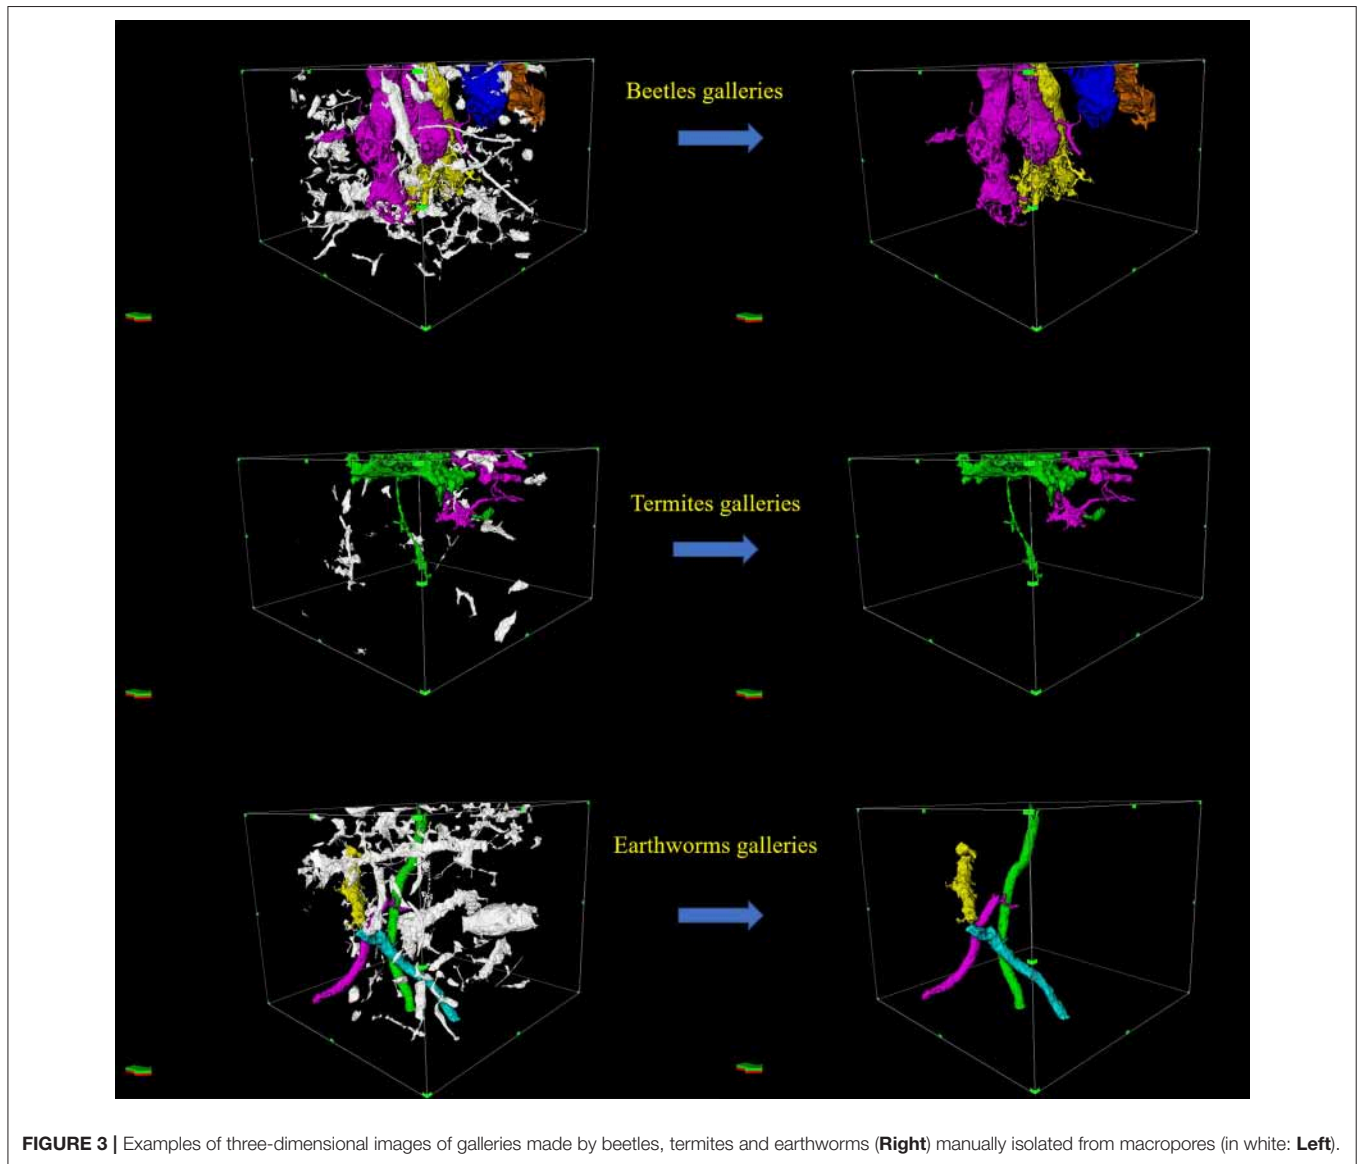 Beetles galleries
Termites galleries
Earthworms galleries
FIGURE 3 | Examples of three-dimensional images of galleries made by beetles, termites and earthworms (Right) manually isolated from macropores (in white: Left).